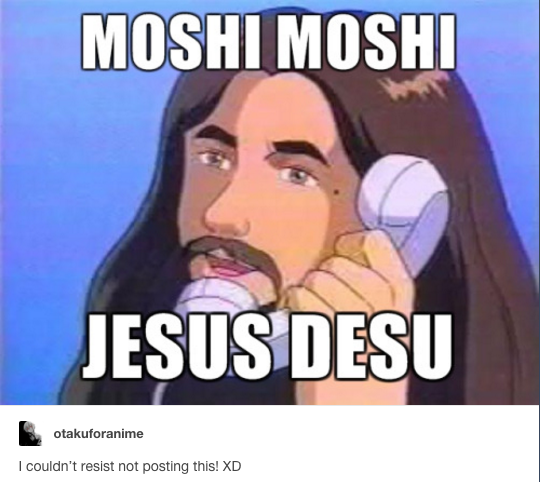 MOSHI MOSHI
JESUS DESU
otakuforanime
I couldn't resist not posting this! XD